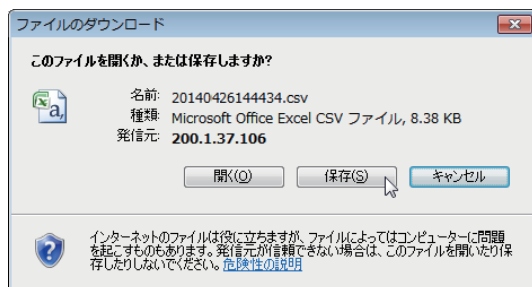 ファイルのダウンロード
このファイルを開くか、または保存しますか?
名前: 20140426144434.csv
種類: Microsoft Office Excel CSV ファイル, 8.38 KB
発信元: 200.1.37.106
開く(O) 保存(S) キャンセル
インターネットのファイルは役に立ちますが、ファイルによってはコンピューターに問題
を起こすものもあります。発信元が信頼できない場合は、このファイルを開いたり保
存したりしないでください。危険性の説明